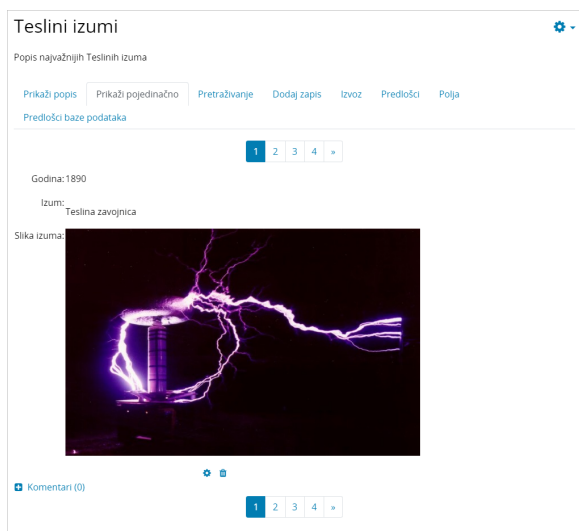 Teslini izumi
Popis najvažnijih Teslinih izuma
Prikaži popis Prikaži pojedinačno Pretraživanje Dodaj zapis Izvoz Predlošci Polja
Predlošci baze podataka
1 2 3 4 »
Godina: 1890
Izum:
Teslina zavojnica
Slika izuma:
Komentari (0)
1 2 3 4 »